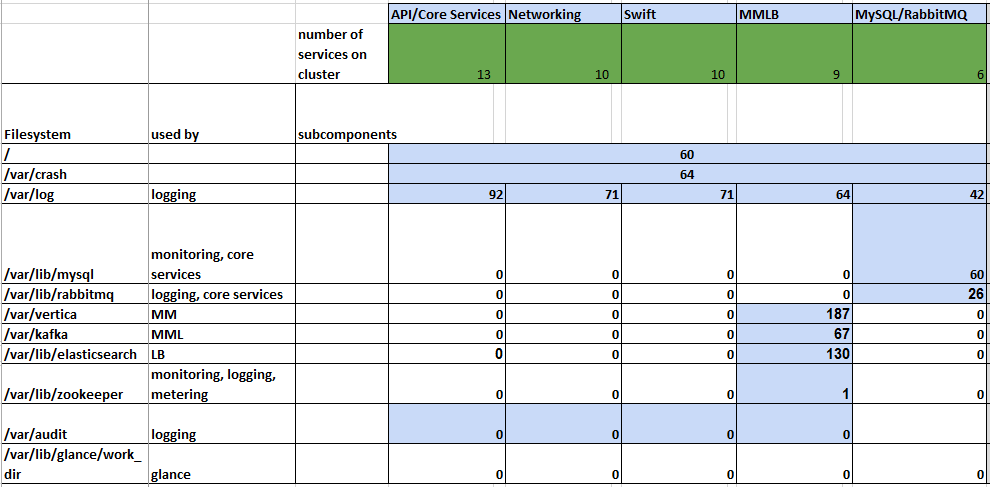 API/Core Services Networking Swift MMLB MySQL/RabbitMQ
number of
services on
cluster 13 10 10 9 6
Filesystem used by subcomponents
/ 60
/var/crash 64
/var/log logging 92 71 71 64 42
monitoring, core
/var/lib/mysql services 0 0 0 0 60
/var/lib/rabbitmq logging, core services 0 0 0 0 26
/var/vertica MM 0 0 0 187 0
/var/kafka MML 0 0 0 67 0
/var/lib/elasticsearch LB 0 0 0 130 0
monitoring, logging,
/var/lib/zookeeper metering 0 0 0 1 0
/var/audit logging 0 0 0 0
/var/lib/glance/work_
dir glance 0 0 0 0 0